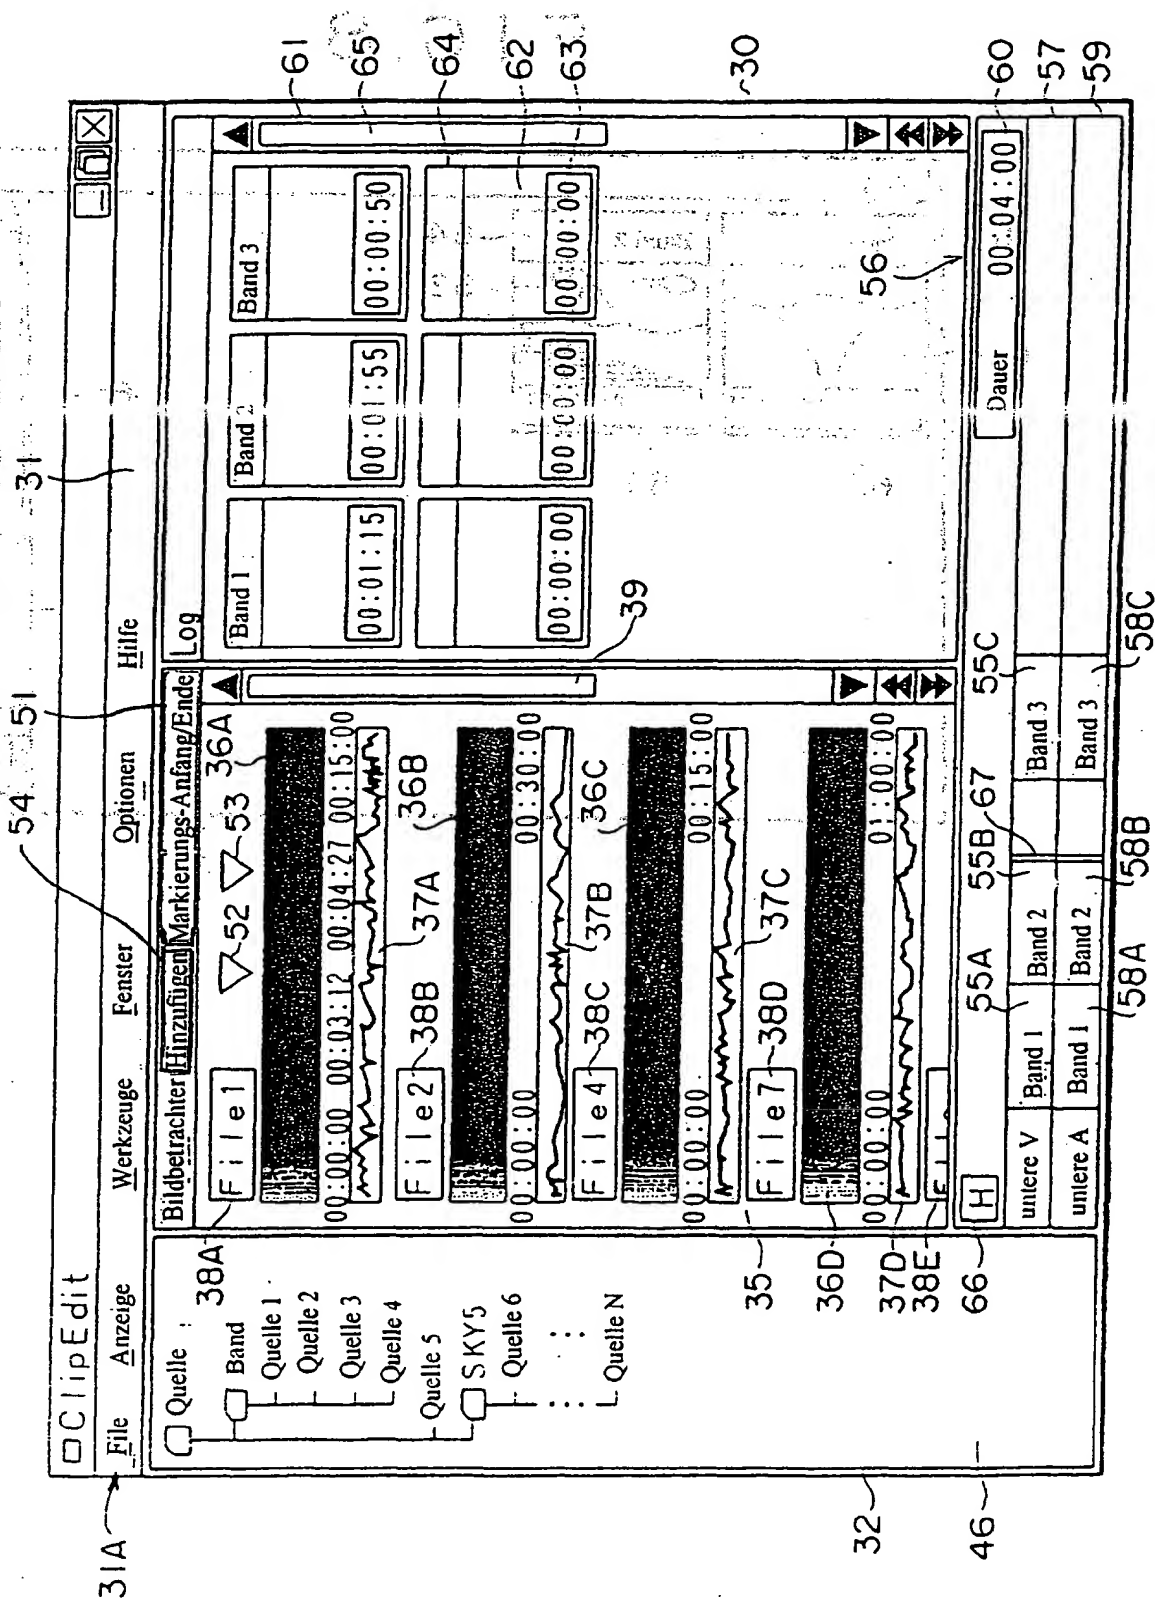 31A
ClipEdit
File Anzeige Werkzeuge Fenster Optionen Hilfe
54
51
31
Quelle :
Band
Quelle 1
Quelle 2
Quelle 3
Quelle 4
Quelle 5
SKY5
Quelle 6
Quelle N
32
46
Bildbetrachter Hinzufügen Markierungs-Anfang/Ende
38A
File1
52
53
36A
00:00:00 00:03:12 00:04:27 00:15:00
37A
File2
38B
36B
00:00:00 00:30:00
37B
File4
38C
36C
00:00:00 00:15:00
37C
File7
38D
35
36D
00:00:00 01:00:00
37D
38E
39
Log
Band 1 Band 2 Band 3
00:01:15 00:01:55 00:00:50
00:00:00 00:00:00 00:00:00
61
65
64
62
63
30
66
H
56
Dauer 00:04:00
60
55A
55B
67
55C
untere V Band 1 Band 2 Band 3
57
untere A Band 1 Band 2 Band 3
59
58A
58B
58C